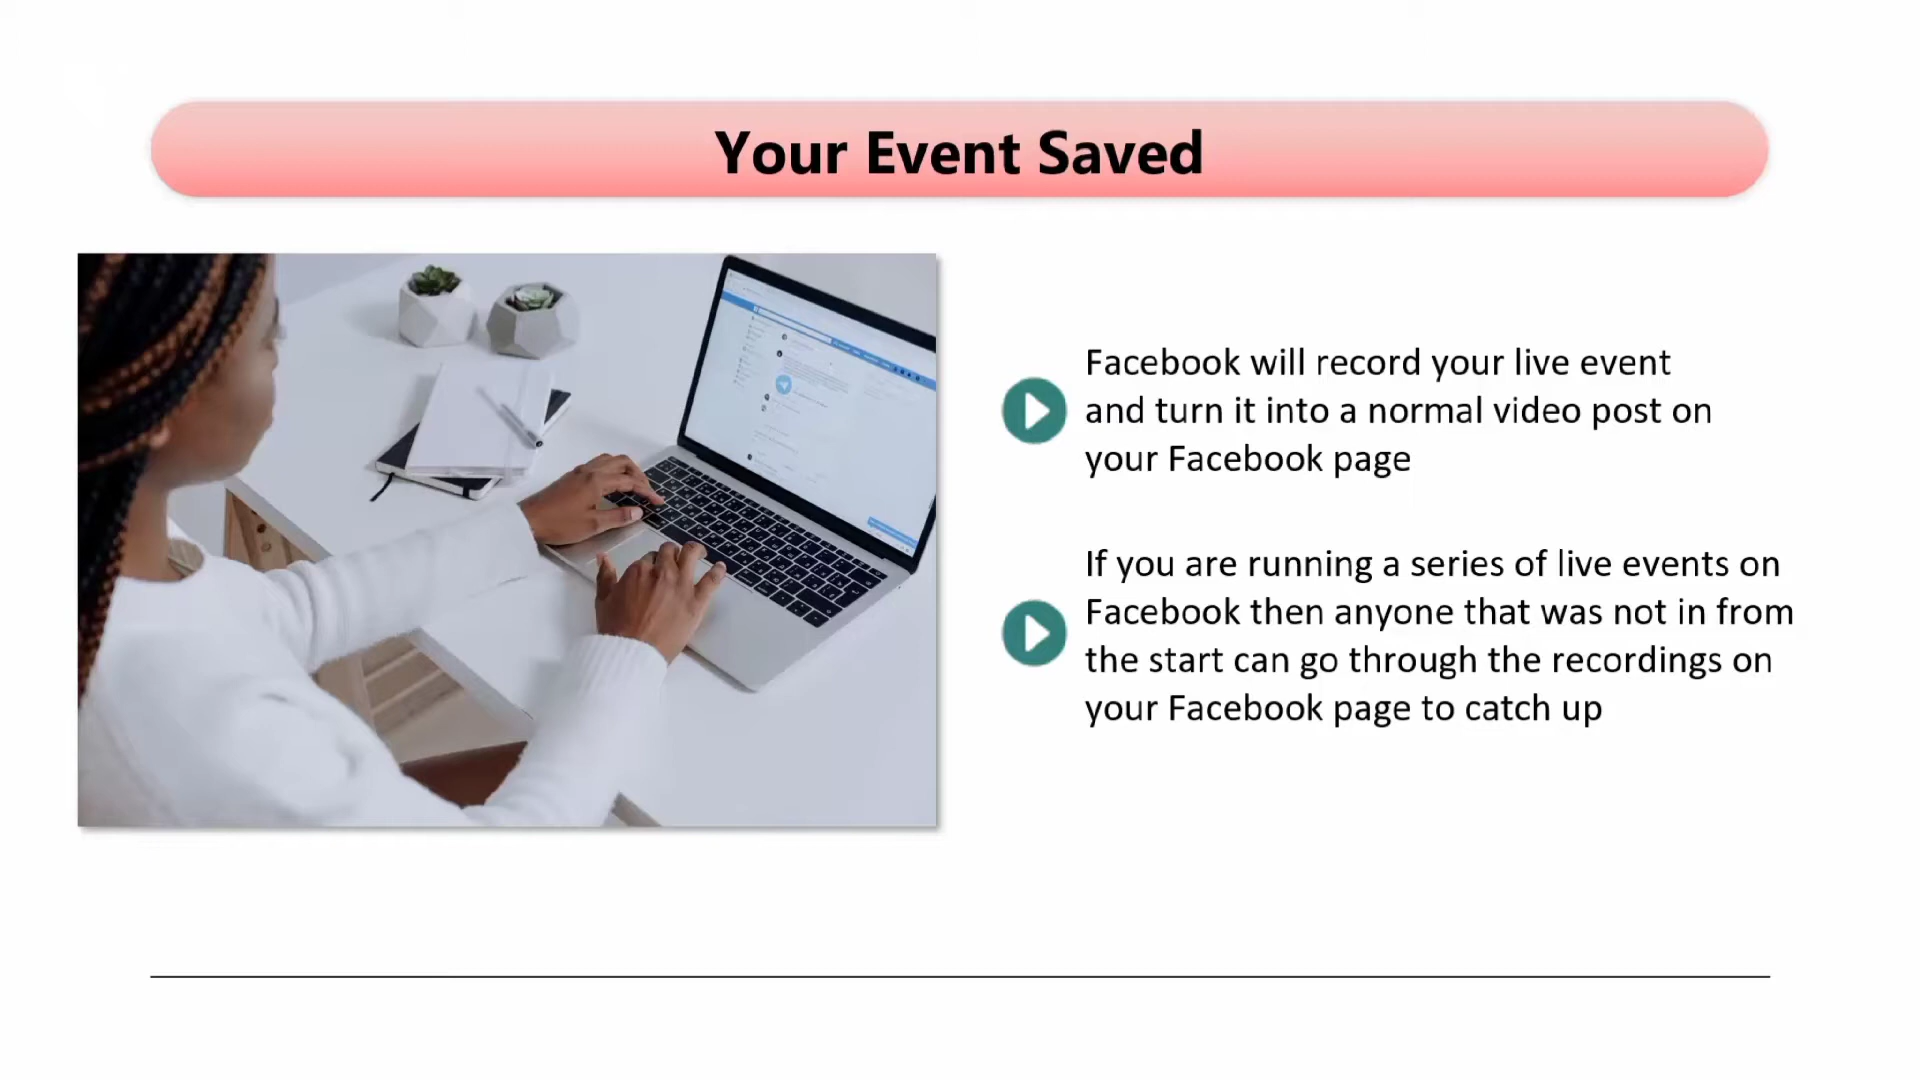 Your Event Saved
Facebook will record your live event
and turn it into a normal video post on
your Facebook page
If you are running a series of live events on
Facebook then anyone that was not in from
the start can go through the recordings on
your Facebook page to catch up